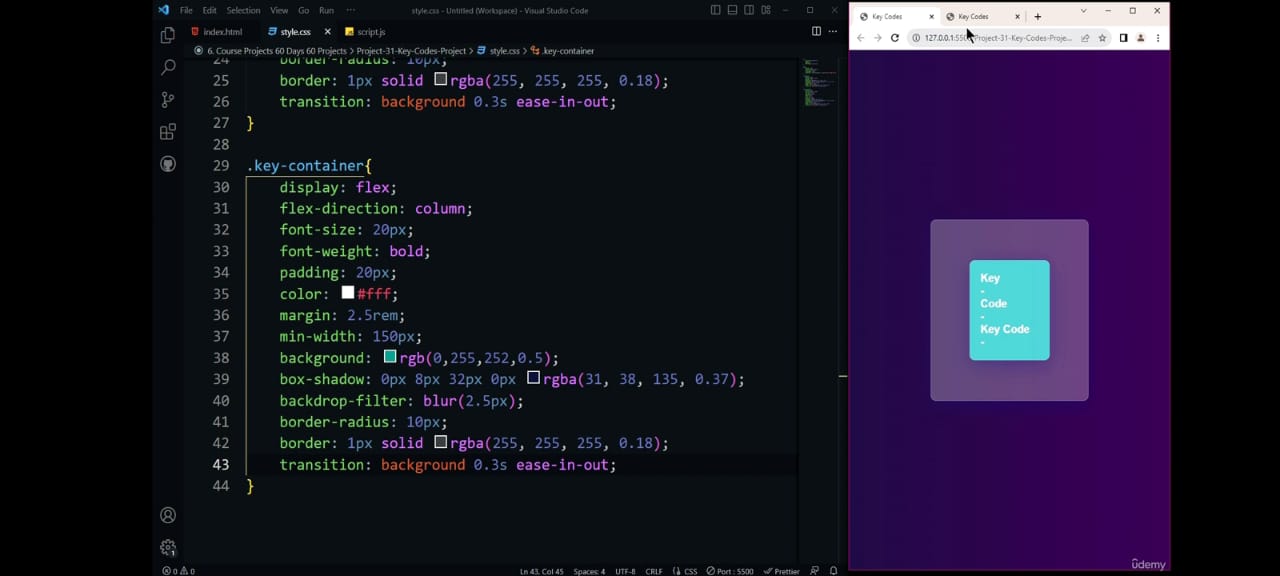 File Edit Selection View Go Run ··· style.css - Untitled (Workspace) - Visual Studio Code
index.html style.css × script.js
6. Course Projects 60 Days 60 Projects > Project-31-Key-Codes-Project > style.css > .key-container
24 border-radius: 10px;
25 border: 1px solid rgba(255, 255, 255, 0.18);
26 transition: background 0.3s ease-in-out;
27 }
28
29 .key-container{
30 display: flex;
31 flex-direction: column;
32 font-size: 20px;
33 font-weight: bold;
34 padding: 20px;
35 color: #fff;
36 margin: 2.5rem;
37 min-width: 150px;
38 background: rgb(0,255,252,0.5);
39 box-shadow: 0px 8px 32px 0px rgba(31, 38, 135, 0.37);
40 backdrop-filter: blur(2.5px);
41 border-radius: 10px;
42 border: 1px solid rgba(255, 255, 255, 0.18);
43 transition: background 0.3s ease-in-out;
44 }
0 0 Ln 43, Col 45 Spaces: 4 UTF-8 CRLF CSS Port : 5500 Prettier
Key Codes × Key Codes ×
127.0.0.1:550 Project-31-Key-Codes-Proje...
Key
-
Code
-
Key Code
-
ûdemy